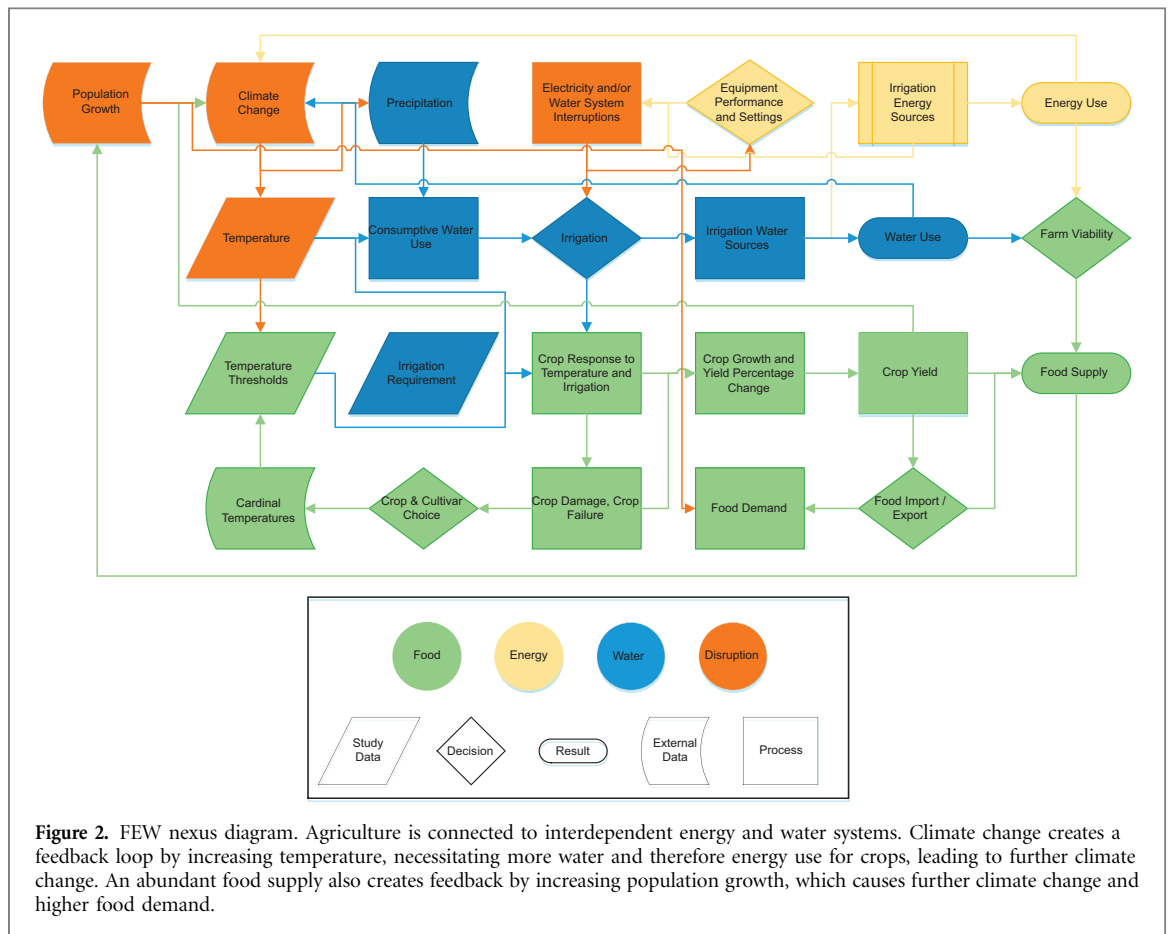 Population
Growth
Climate
Change
Precipitation
Electricity and/or
Water System
Interruptions
Equipment
Performance
and Settings
Irrigation
Energy
Sources
Energy Use
Temperature
Consumptive Water
Use
Irrigation
Irrigation Water
Sources
Water Use
Farm Viability
Temperature
Thresholds
Irrigation
Requirement
Crop Response to
Temperature and
Irrigation
Crop Growth and
Yield Percentage
Change
Crop Yield
Food Supply
Cardinal
Temperatures
Crop & Cultivar
Choice
Crop Damage, Crop
Failure
Food Demand
Food Import /
Export
Food
Energy
Water
Disruption
Study
Data
Decision
Result
External
Data
Process
Figure 2. FEW nexus diagram. Agriculture is connected to interdependent energy and water systems. Climate change creates a
feedback loop by increasing temperature, necessitating more water and therefore energy use for crops, leading to further climate
change. An abundant food supply also creates feedback by increasing population growth, which causes further climate change and
higher food demand.